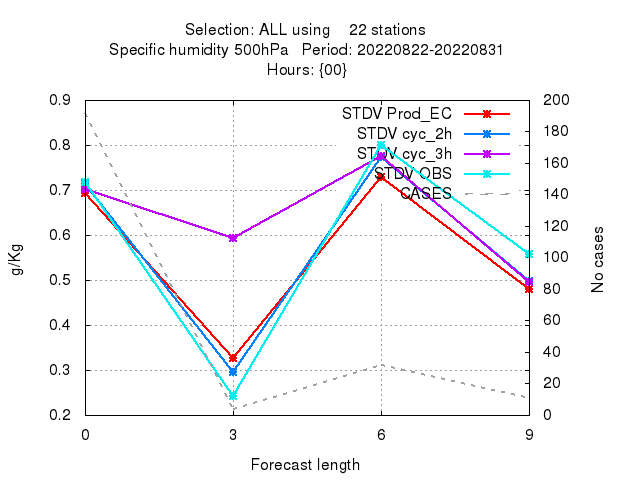 Selection: ALL using 22 stations
Specific humidity 500hPa Period: 20220822-20220831
Hours: {00}
0.9
0.8
0.7
0.6
0.5
0.4
0.3
0.2
g/Kg
STDV Prod_EC
STDV cyc_2h
STDV cyc_3h
STDV OBS
CASES
200
180
160
140
120
100
80
60
40
20
0
No cases
0 3 6 9
Forecast length